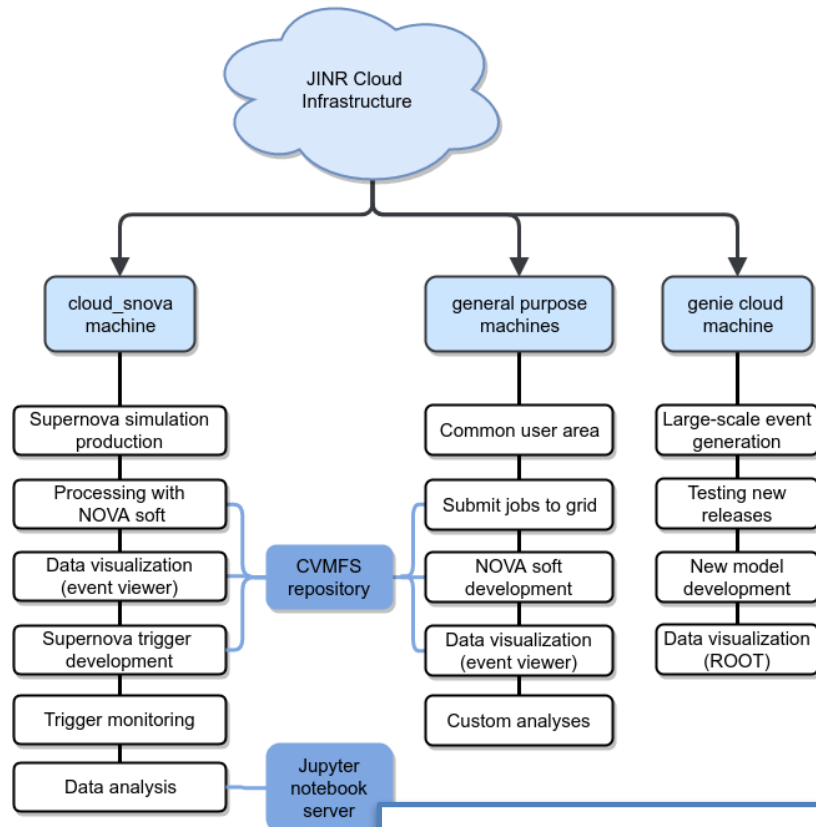 JINR Cloud
Infrastructure
cloud_snova
machine
general purpose
machines
genie cloud
machine
Supernova simulation
production
Processing with
NOVA soft
Data visualization
(event viewer)
Supernova trigger
development
Trigger monitoring
Data analysis
CVMFS
repository
Jupyter
notebook
server
Common user area
Submit jobs to grid
NOVA soft
development
Data visualization
(event viewer)
Custom analyses
Large-scale event
generation
Testing new
releases
New model
development
Data visualization
(ROOT)